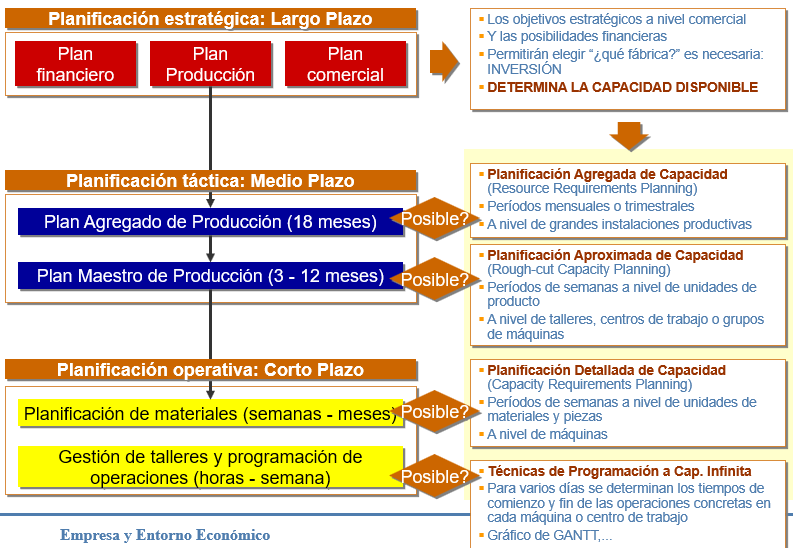 Planificación estratégica: Largo Plazo
Plan
financiero
Plan
Producción
Plan
comercial
Los objetivos estratégicos a nivel comercial
Y las posibilidades financieras
Permitirán elegir “¿qué fábrica?” es necesaria:
INVERSIÓN
DETERMINA LA CAPACIDAD DISPONIBLE
Planificación táctica: Medio Plazo
Plan Agregado de Producción (18 meses)
Posible?
Planificación Agregada de Capacidad
(Resource Requirements Planning)
Períodos mensuales o trimestrales
A nivel de grandes instalaciones productivas
Plan Maestro de Producción (3 - 12 meses)
Posible?
Planificación Aproximada de Capacidad
(Rough-cut Capacity Planning)
Períodos de semanas a nivel de unidades de
producto
A nivel de talleres, centros de trabajo o grupos
de máquinas
Planificación operativa: Corto Plazo
Planificación de materiales (semanas - meses)
Posible?
Planificación Detallada de Capacidad
(Capacity Requirements Planning)
Períodos de semanas a nivel de unidades de
materiales y piezas
A nivel de máquinas
Gestión de talleres y programación de
operaciones (horas - semana)
Posible?
Técnicas de Programación a Cap. Infinita
Para varios días se determinan los tiempos de
comienzo y fin de las operaciones concretas en
cada máquina o centro de trabajo
Gráfico de GANTT,...
Empresa y Entorno Económico